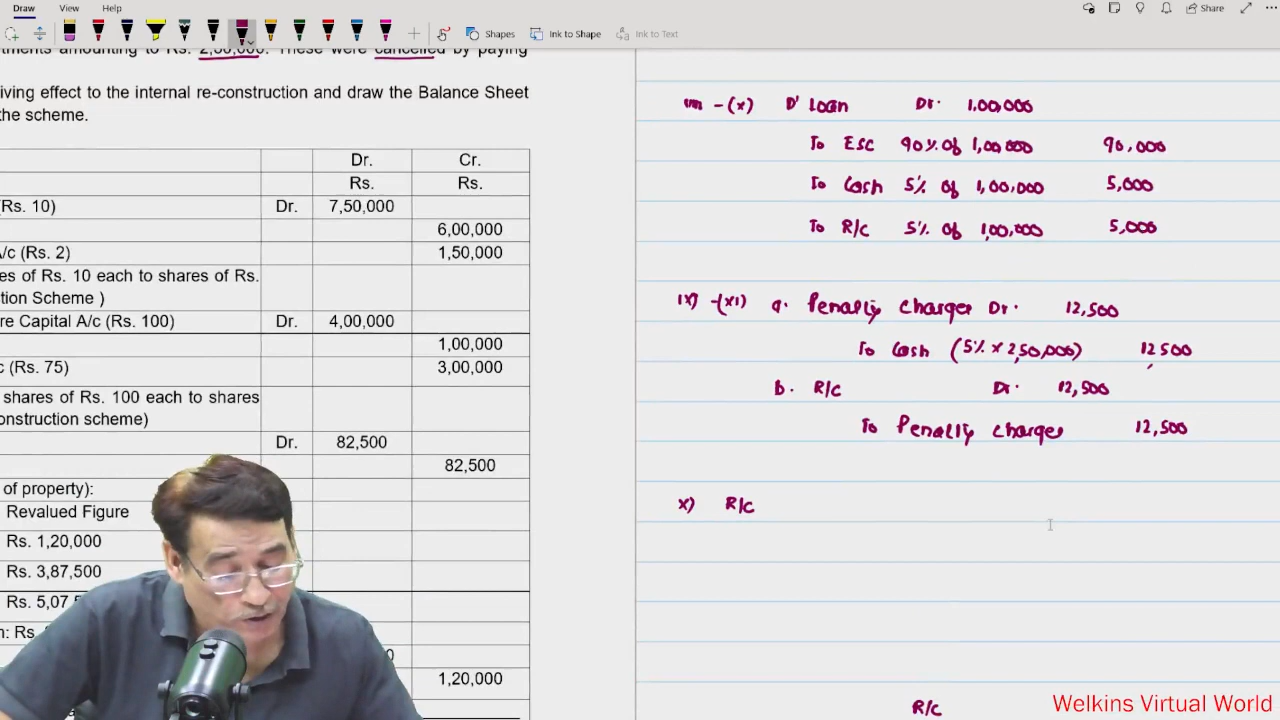 Draw View Help
Share
Shapes Ink to Shape Ink to Text
tments amounting to Rs. 2,50,000. These were cancelled by paying
iving effect to the internal re-construction and draw the Balance Sheet
the scheme.
Dr. Cr.
Rs. Rs.
(Rs. 10) Dr. 7,50,000
6,00,000
A/c (Rs. 2) 1,50,000
es of Rs. 10 each to shares of Rs.
ction Scheme )
re Capital A/c (Rs. 100) Dr. 4,00,000
1,00,000
c (Rs. 75) 3,00,000
shares of Rs. 100 each to shares
onstruction scheme)
Dr. 82,500
82,500
of property):
Revalued Figure
Rs. 1,20,000
Rs. 3,87,500
Rs. 5,07,5
n: Rs.
1,20,000
VIII -(x) D' Loan Dr. 1,00,000
To ESC 90% of 1,00,000 90,000
To Cash 5% of 1,00,000 5,000
To R/C 5% of 1,00,000 5,000
IX) -(XI) a. Penally charges Dr. 12,500
To Cash (5% x 2,50,000) 12,500
b. R/C Dr. 12,500
To Penally charges 12,500
X) R/C
R/C
Welkins Virtual World